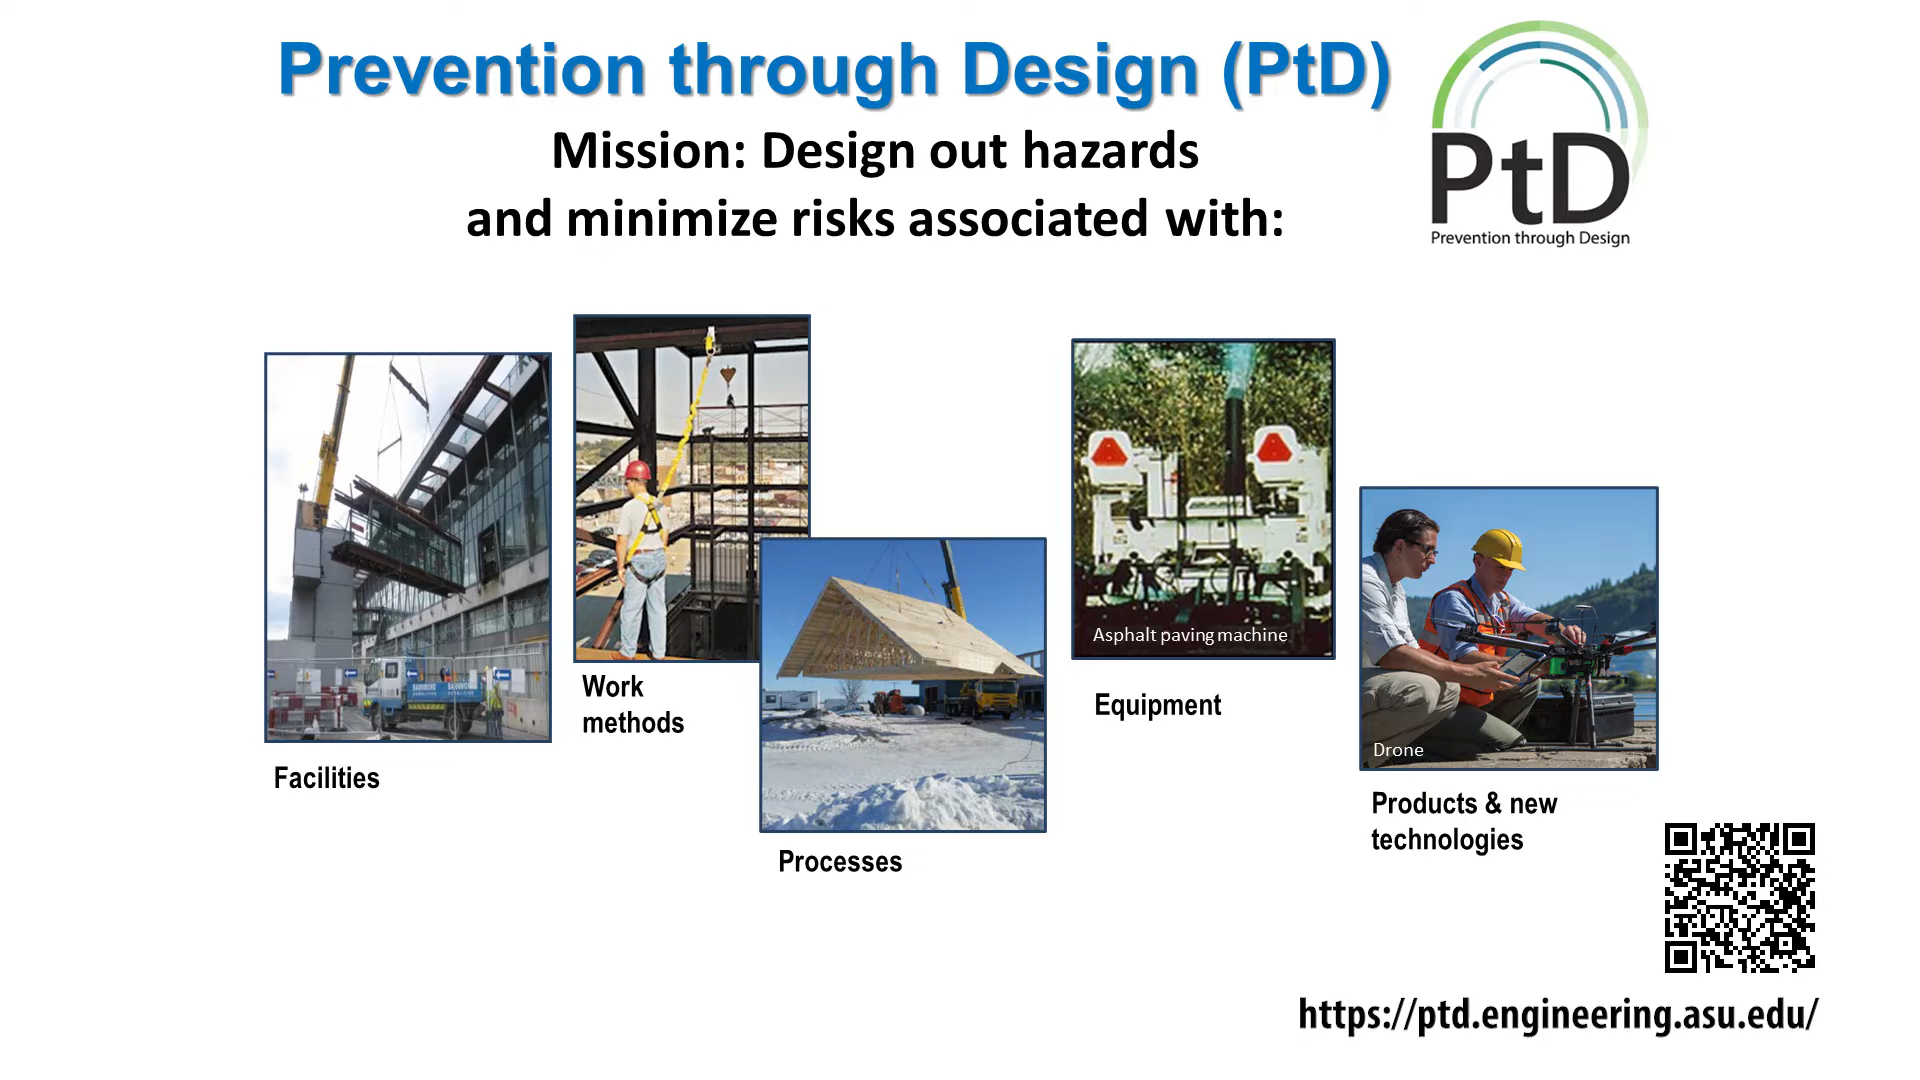 Prevention through Design (PtD)
Mission: Design out hazards
and minimize risks associated with:
PtD
Prevention through Design
Facilities
Work
methods
Processes
Asphalt paving machine
Equipment
Drone
Products & new
technologies
https://ptd.engineering.asu.edu/